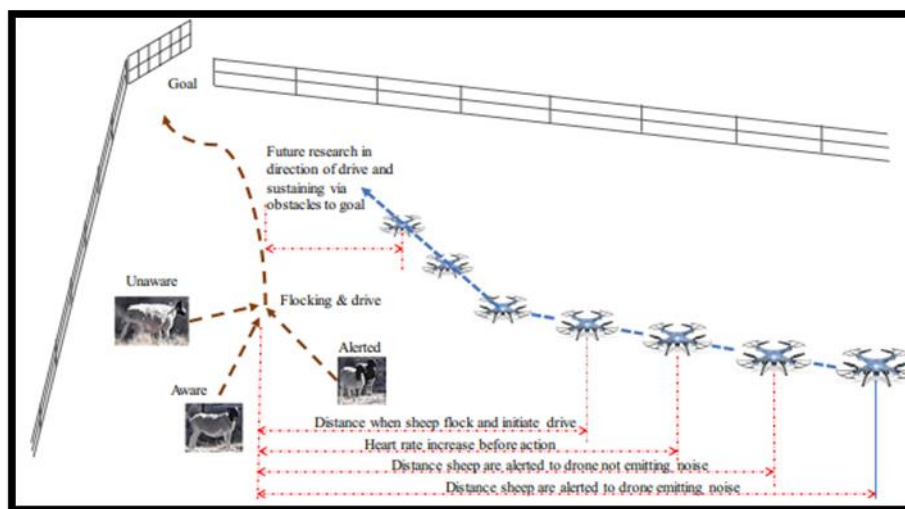 Goal
Future research in
direction of drive and
sustaining via
obstacles to goal
Unaware
Flocking & drive
Alerted
Aware
Distance when sheep flock and initiate drive
Heart rate increase before action
Distance sheep are alerted to drone not emitting noise
Distance sheep are alerted to drone emitting noise